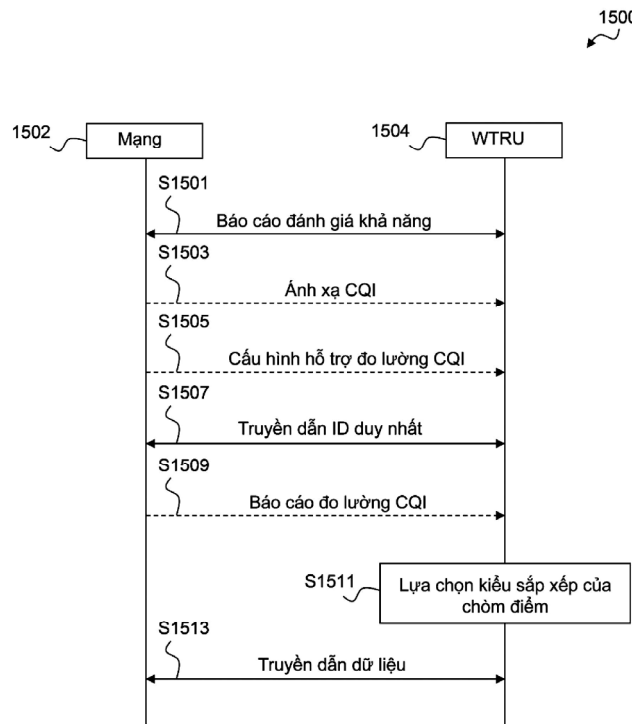 1500
1502
Mạng
1504
WTRU
S1501
Báo cáo đánh giá khả năng
S1503
Ánh xạ CQI
S1505
Cấu hình hỗ trợ đo lường CQI
S1507
Truyền dẫn ID duy nhất
S1509
Báo cáo đo lường CQI
S1511
Lựa chọn kiểu sắp xếp của
chòm điểm
S1513
Truyền dẫn dữ liệu